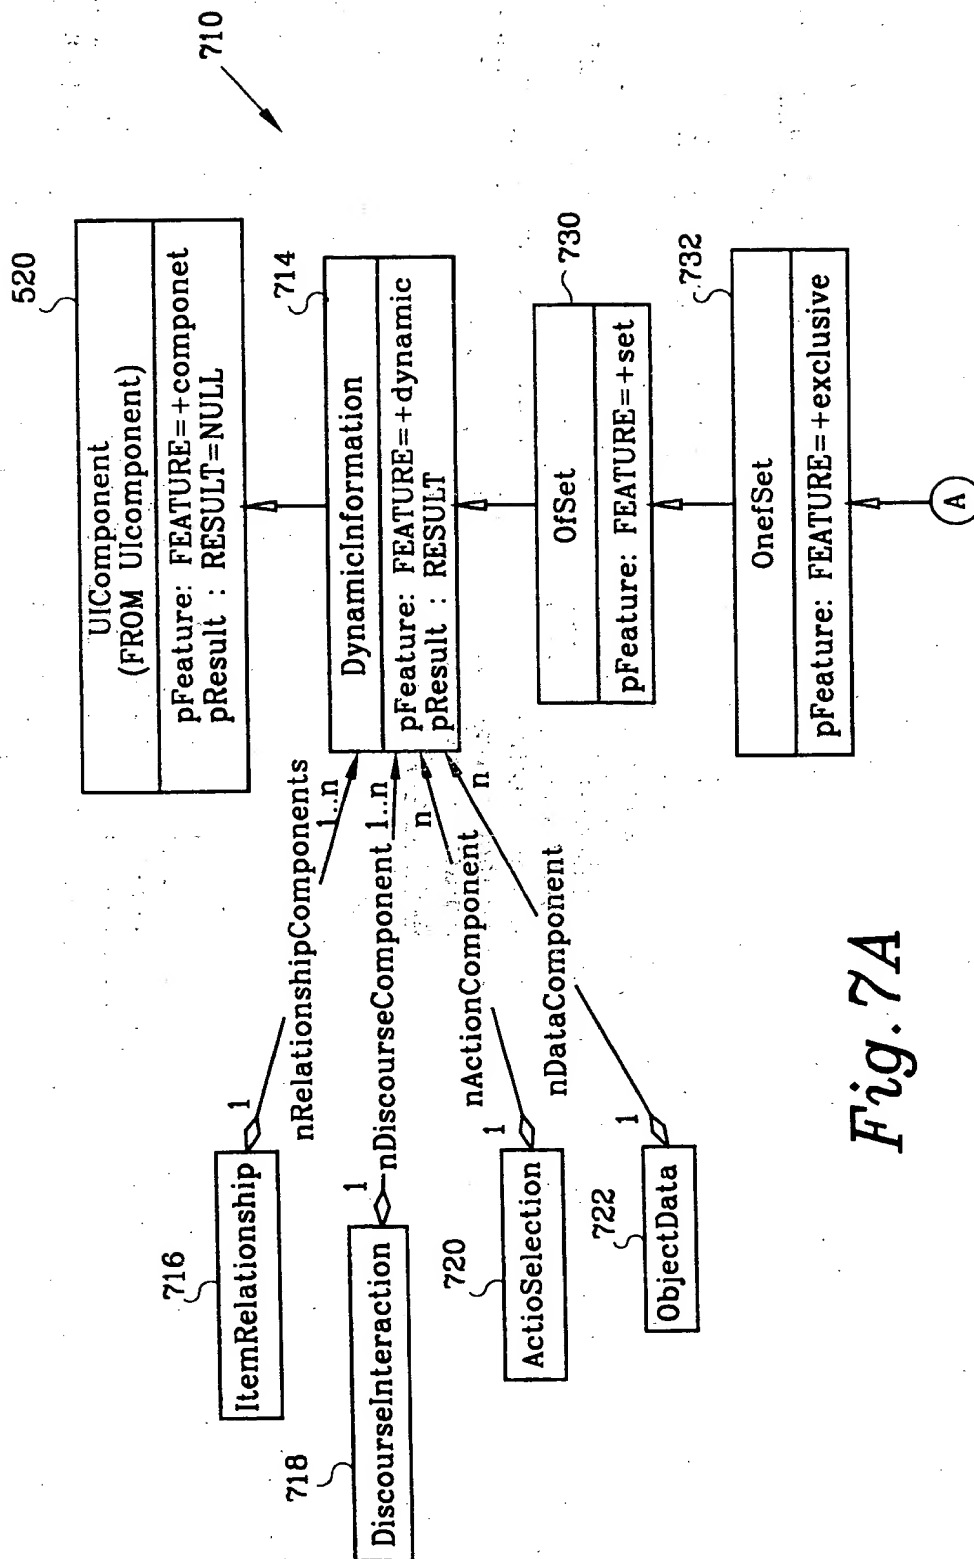 710
520
UIComponent
(FROM UIcomponent)
pFeature: FEATURE=+componet
pResult : RESULT=NULL
714
DynamicInformation
pFeature: FEATURE=+dynamic
pResult : RESULT
730
OfSet
pFeature: FEATURE=+set
732
OnefSet
pFeature: FEATURE=+exclusive
A
716
ItemRelationship
1
nRelationshipComponents
1..n
718
DiscourseInteraction
1
nDiscourseComponent
1..n
720
ActioSelection
1
nActionComponent
n
722
ObjectData
1
nDataComponent
n
Fig. 7A